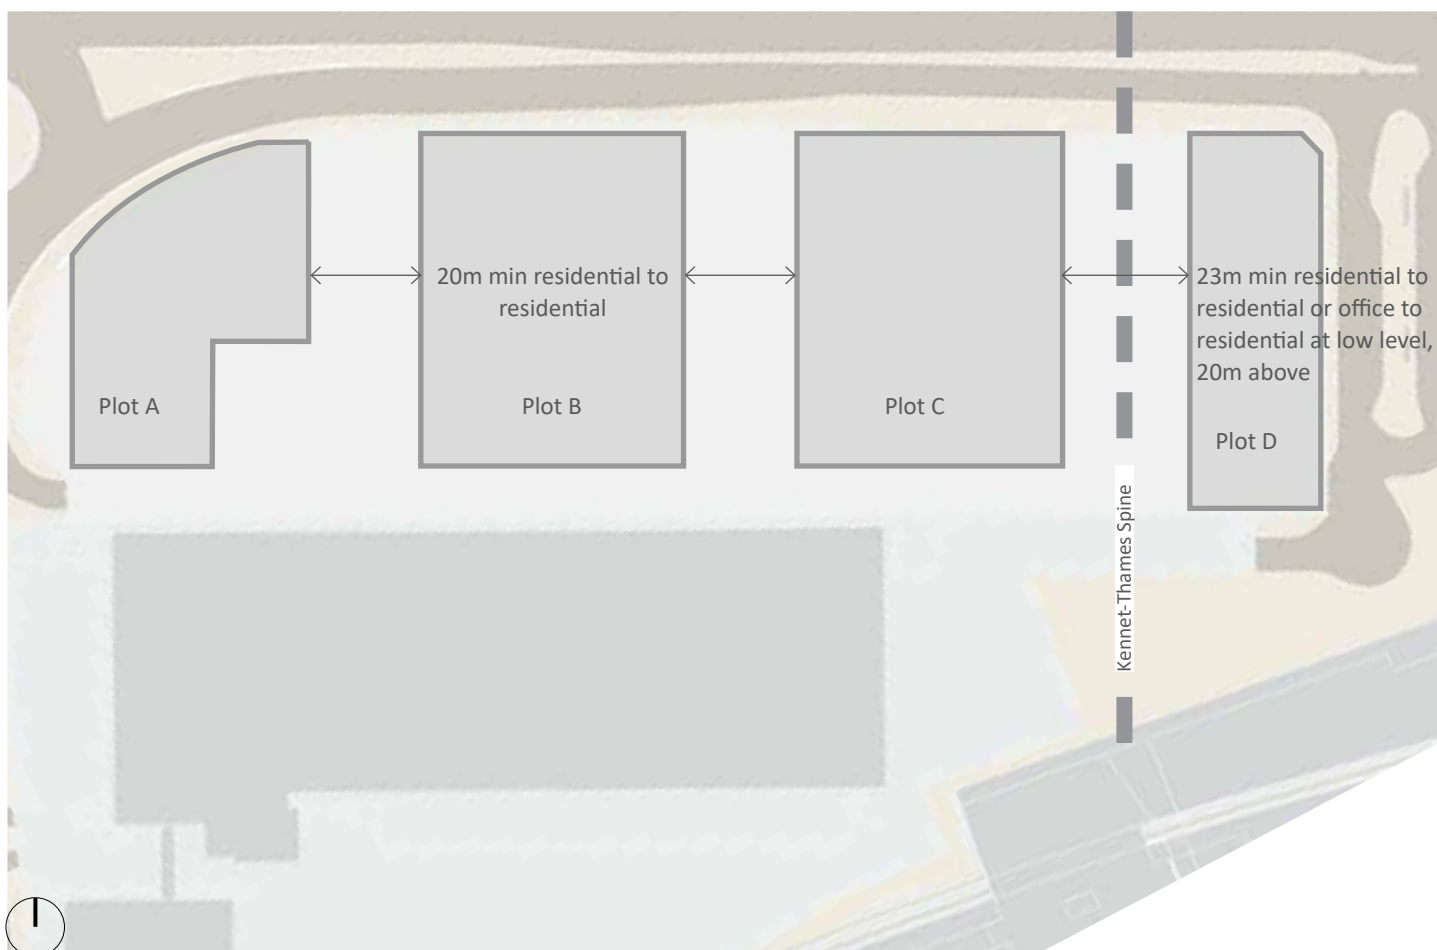 20m min residential to
residential
23m min residential to
residential or office to
residential at low level,
20m above
Plot A
Plot B
Plot C
Plot D
Kennet-Thames Spine